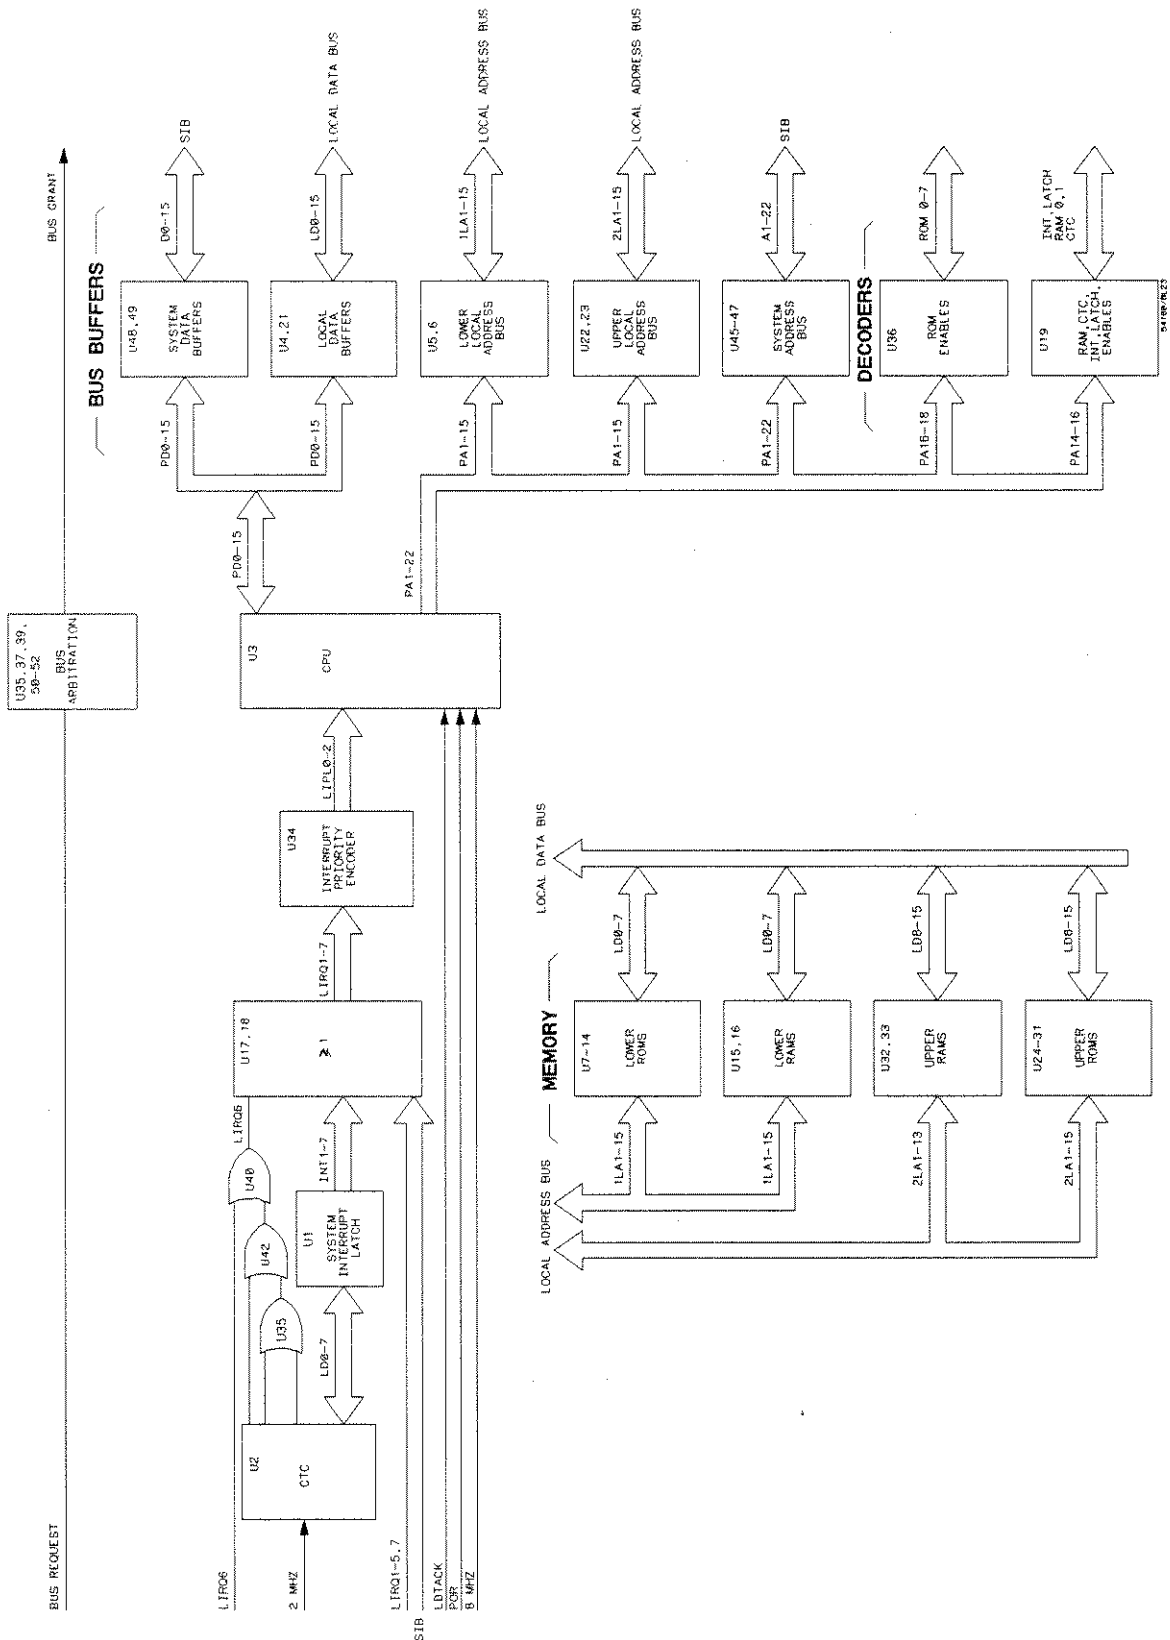 BUS REQUEST
U35,37,39,
50-52
BUS
ARBITRATION
BUS GRANT
LIRQ6
2 MHZ
U2
CTC
U35
U42
U40
LIRQ6
LD0-7
U1
SYSTEM
INTERRUPT
LATCH
INT1-7
LIRQ1-5,7
SIB
U17,18
≥1
LIRQ1-7
U34
INTERRUPT
PRIORITY
ENCODER
LIPL0-2
LDTACK
POR
8 MHZ
U3
CPU
PD0-15
PA1-22
BUS BUFFERS
PD0-15
U48,49
SYSTEM
DATA
BUFFERS
D0-15
SIB
PD0-15
U4,21
LOCAL
DATA
BUFFERS
LD0-15
LOCAL DATA BUS
PA1-15
U5,6
LOWER
LOCAL
ADDRESS
BUS
1LA1-15
LOCAL ADDRESS BUS
PA1-15
U22,23
UPPER
LOCAL
ADDRESS
BUS
2LA1-15
LOCAL ADDRESS BUS
PA1-22
U45-47
SYSTEM
ADDRESS
BUS
A1-22
SIB
DECODERS
PA16-18
U36
ROM
ENABLES
ROM 0-7
PA14-16
U19
RAM,CTC,
INT,LATCH,
ENABLES
INT,LATCH
RAM 0,1
CTC
LOCAL ADDRESS BUS
MEMORY
LOCAL DATA BUS
1LA1-15
U7-14
LOWER
ROMS
LD0-7
1LA1-15
U15,16
LOWER
RAMS
LD0-7
2LA1-13
U32,33
UPPER
RAMS
LD8-15
2LA1-15
U24-31
UPPER
ROMS
LD8-15